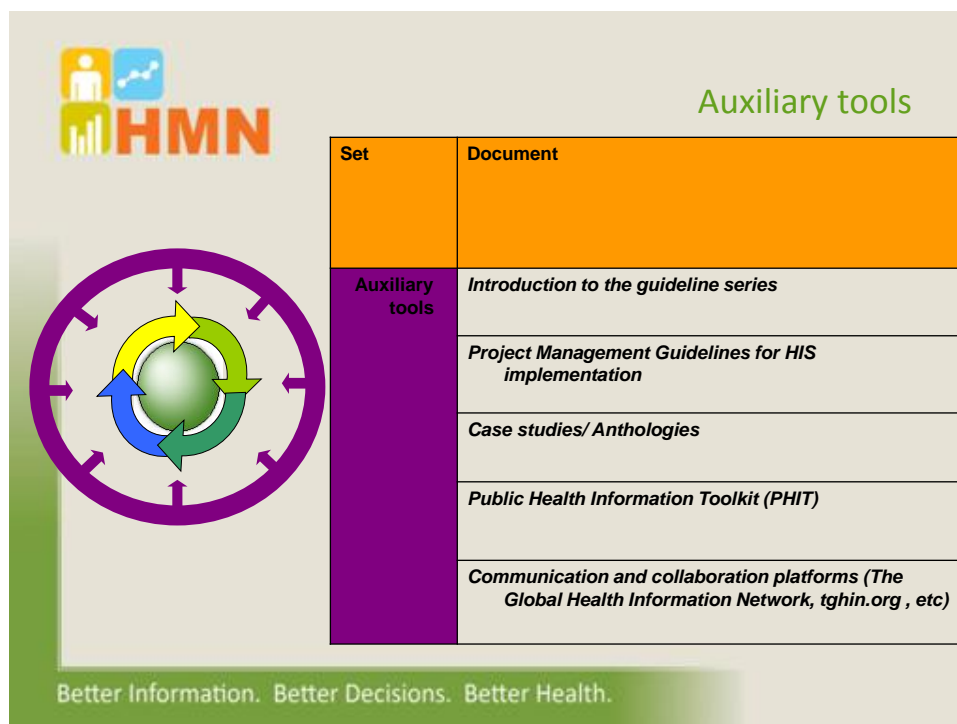 HMN
Auxiliary tools
Set
Document
Auxiliary
tools
Introduction to the guideline series
Project Management Guidelines for HIS
implementation
Case studies/ Anthologies
Public Health Information Toolkit (PHIT)
Communication and collaboration platforms (The
Global Health Information Network, tghin.org , etc)
Better Information. Better Decisions. Better Health.